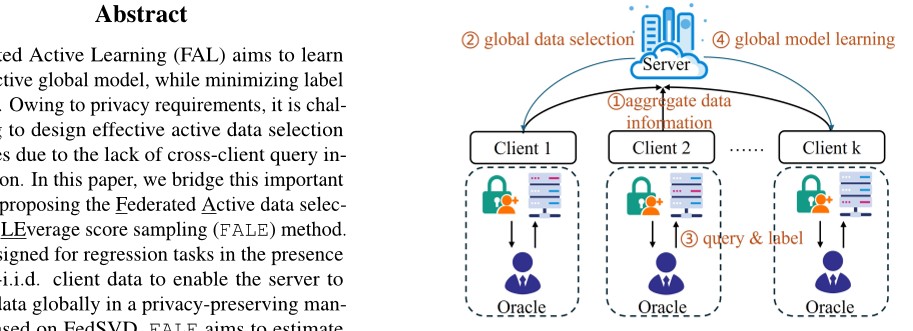 Abstract
ted Active Learning (FAL) aims to learn
ctive global model, while minimizing label
. Owing to privacy requirements, it is chal-
g to design effective active data selection
es due to the lack of cross-client query in-
on. In this paper, we bridge this important
proposing the Federated Active data selec-
LEverage score sampling (FALE) method.
signed for regression tasks in the presence
-i.i.d. client data to enable the server to
data globally in a privacy-preserving man-
ased on FedSVD, FALE aims to estimate
② global data selection
④ global model learning
Server
①aggregate data
information
Client 1
Client 2
......
Client k
③ query & label
Oracle
Oracle
Oracle